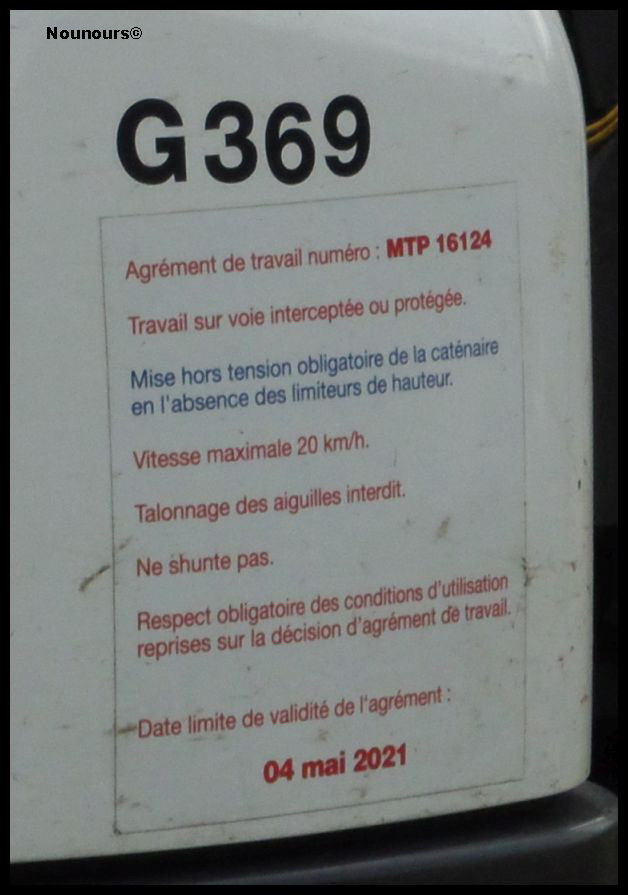 Nounours©
G369
Agrément de travail numéro : MTP 16124
Travail sur voie interceptée ou protégée.
Mise hors tension obligatoire de la caténaire
en l'absence des limiteurs de hauteur.
Vitesse maximale 20 km/h.
Talonnage des aiguilles interdit.
Ne shunte pas.
Respect obligatoire des conditions d'utilisation
reprises sur la décision d'agrément de travail.
Date limite de validité de l'agrément :
04 mai 2021